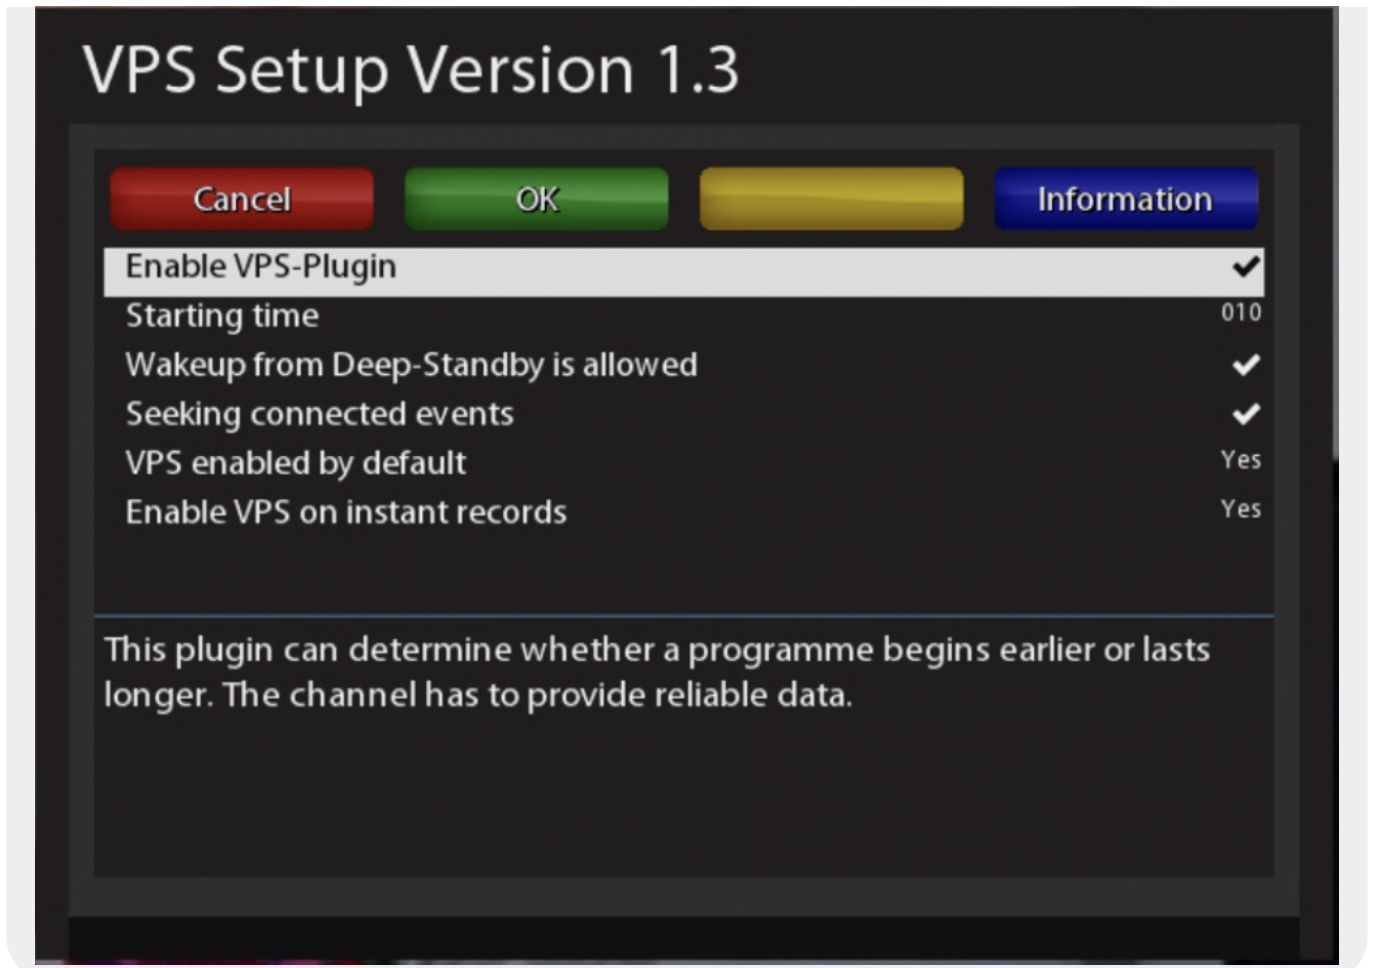 VPS Setup Version 1.3
Cancel
OK
Information
Enable VPS-Plugin ✔
Starting time 010
Wakeup from Deep-Standby is allowed ✔
Seeking connected events ✔
VPS enabled by default Yes
Enable VPS on instant records Yes
This plugin can determine whether a programme begins earlier or lasts
longer. The channel has to provide reliable data.